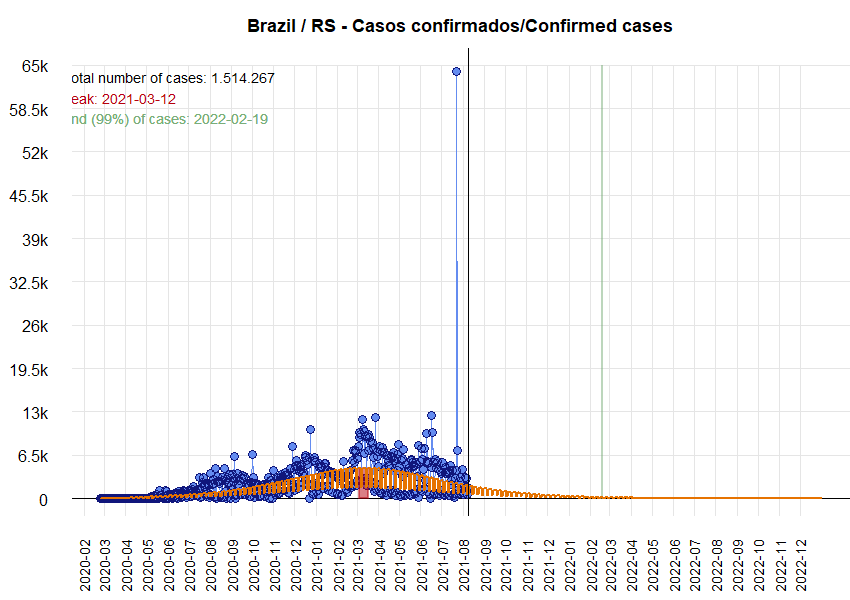 Brazil / RS - Casos confirmados/Confirmed cases
65k
otal number of cases: 1.514.267
eak: 2021-03-12
58.5k
nd (99%) of cases: 2022-02-19
52k
45.5k
39k
32.5k
26k
19.5k
13k
6.5k
0
2020-02
2020-03
2020-04
2020-05
2020-06
2020-07
2020-08
2020-09
2020-10
2020-11
2020-12
2021-01
2021-02
2021-03
2021-04
2021-05
2021-06
2021-07
2021-08
2021-09
2021-10
2021-11
2021-12
2022-01
2022-02
2022-03
2022-04
2022-05
2022-06
2022-07
2022-08
2022-09
2022-10
2022-11
2022-12